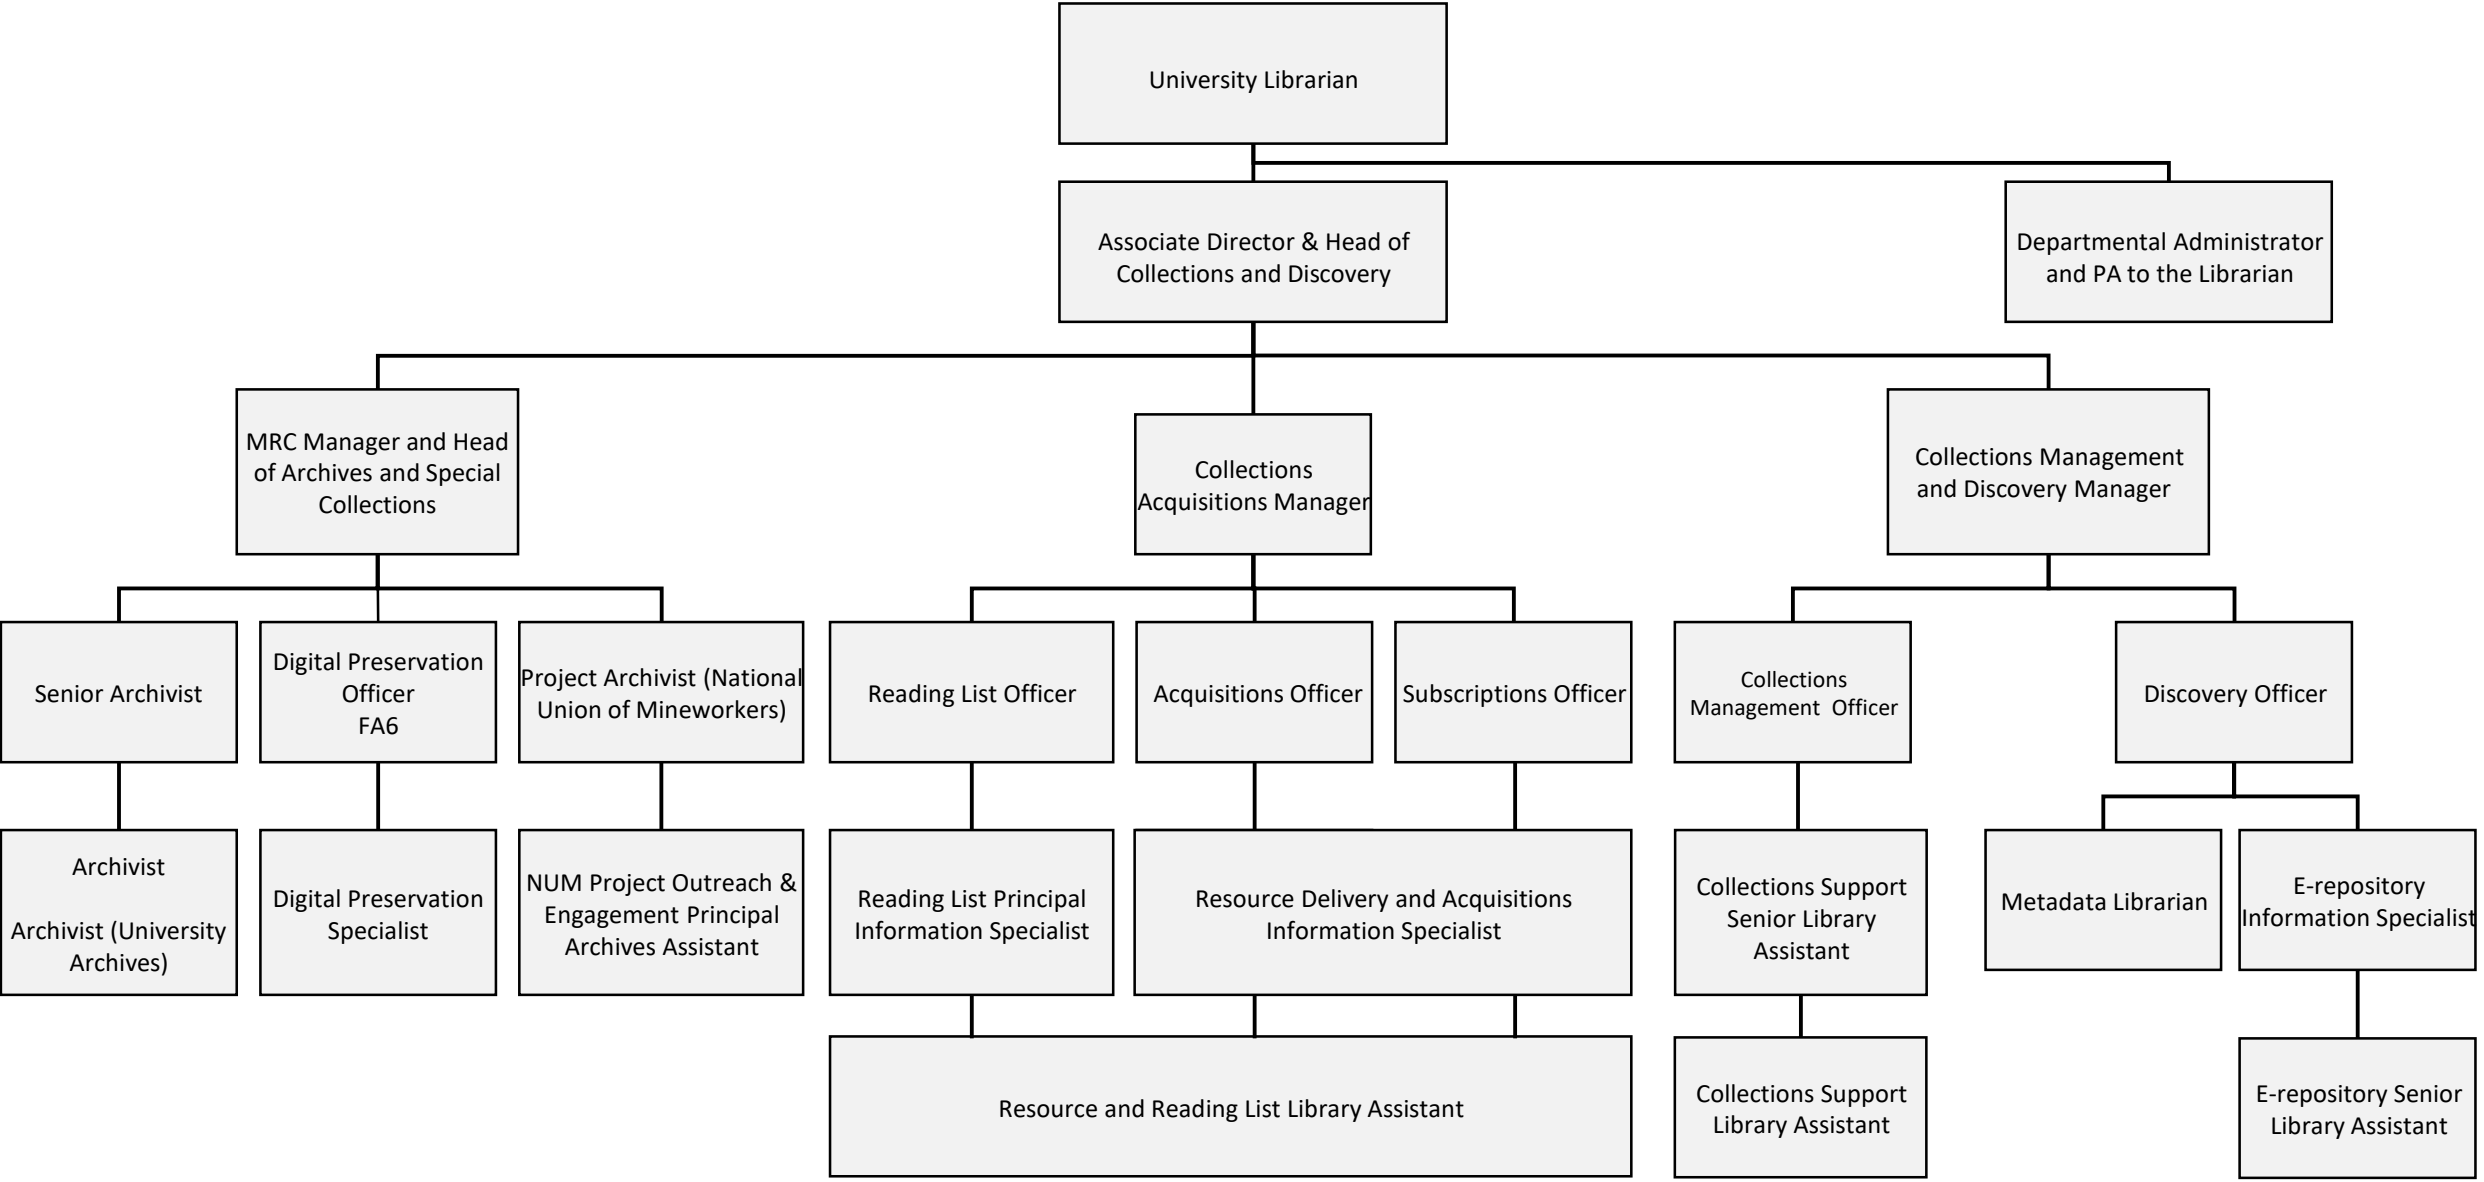 University Librarian
Associate Director & Head of
Collections and Discovery
Departmental Administrator
and PA to the Librarian
MRC Manager and Head
of Archives and Special
Collections
Collections
Acquisitions Manager
Collections Management
and Discovery Manager
Senior Archivist
Digital Preservation
Officer
FA6
Project Archivist (National
Union of Mineworkers)
Reading List Officer
Acquisitions Officer
Subscriptions Officer
Collections
Management  Officer
Discovery Officer
Archivist
Archivist (University
Archives)
Digital Preservation
Specialist
NUM Project Outreach &
Engagement Principal
Archives Assistant
Reading List Principal
Information Specialist
Resource Delivery and Acquisitions
Information Specialist
Collections Support
Senior Library
Assistant
Metadata Librarian
E-repository
Information Specialist
Resource and Reading List Library Assistant
Collections Support
Library Assistant
E-repository Senior
Library Assistant